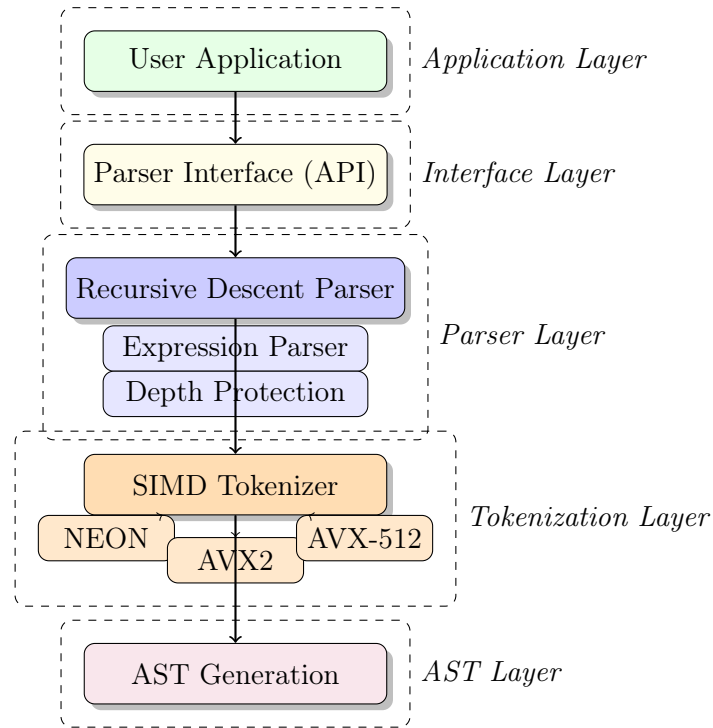 User Application
Application Layer
Parser Interface (API)
Interface Layer
Recursive Descent Parser
Expression Parser
Parser Layer
Depth Protection
SIMD Tokenizer
Tokenization Layer
NEON
AVX-512
AVX2
AST Generation
AST Layer